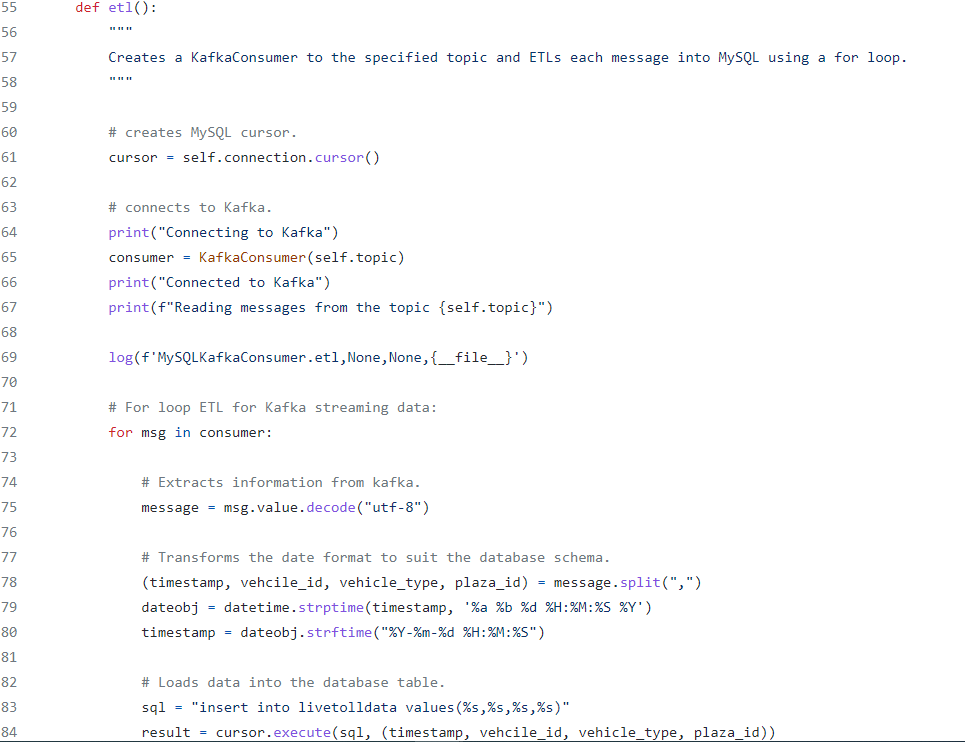 55 def etl():
56 """
57 Creates a KafkaConsumer to the specified topic and ETLs each message into MySQL using a for loop.
58 """
59
60 # creates MySQL cursor.
61 cursor = self.connection.cursor()
62
63 # connects to Kafka.
64 print("Connecting to Kafka")
65 consumer = KafkaConsumer(self.topic)
66 print("Connected to Kafka")
67 print(f"Reading messages from the topic {self.topic}")
68
69 log(f'MySQLKafkaConsumer.etl,None,None,{__file__}')
70
71 # For loop ETL for Kafka streaming data:
72 for msg in consumer:
73
74 # Extracts information from kafka.
75 message = msg.value.decode("utf-8")
76
77 # Transforms the date format to suit the database schema.
78 (timestamp, vehcile_id, vehicle_type, plaza_id) = message.split(",")
79 dateobj = datetime.strptime(timestamp, '%a %b %d %H:%M:%S %Y')
80 timestamp = dateobj.strftime("%Y-%m-%d %H:%M:%S")
81
82 # Loads data into the database table.
83 sql = "insert into livetolldata values(%s,%s,%s,%s)"
84 result = cursor.execute(sql, (timestamp, vehcile_id, vehicle_type, plaza_id))